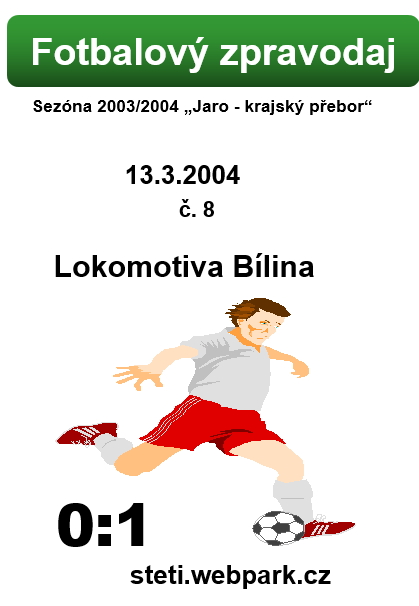 Fotbalový zpravodaj
Sezóna 2003/2004 „Jaro - krajský přebor“
13.3.2004
č. 8
Lokomotiva Bílina
0:1
steti.webpark.cz